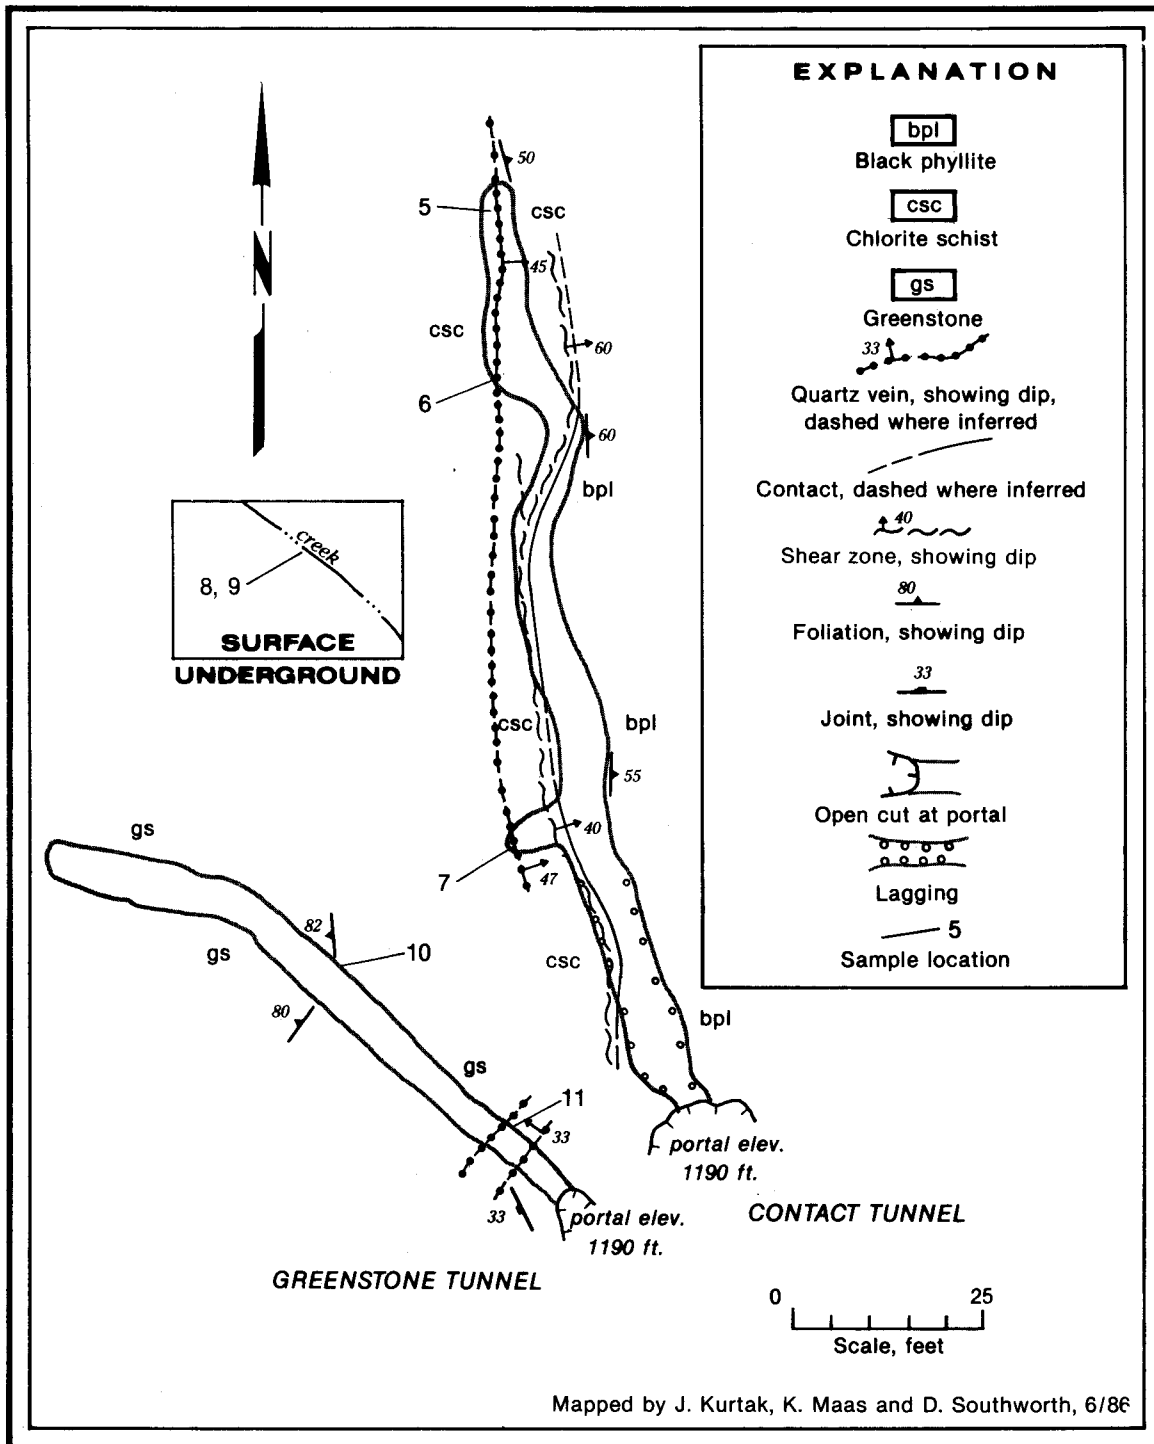 EXPLANATION
bpl
Black phyllite
csc
Chlorite schist
gs
Greenstone
33
Quartz vein, showing dip,
dashed where inferred
Contact, dashed where inferred
40
Shear zone, showing dip
80
Foliation, showing dip
33
Joint, showing dip
Open cut at portal
Lagging
5
Sample location
N
50
5
csc
45
csc
60
6
60
bpl
creek
8, 9
SURFACE
UNDERGROUND
csc
bpl
55
40
7
47
gs
82
10
gs
csc
80
bpl
gs
11
33
portal elev.
1190 ft.
33
portal elev.
1190 ft.
CONTACT TUNNEL
GREENSTONE TUNNEL
0 25
Scale, feet
Mapped by J. Kurtak, K. Maas and D. Southworth, 6/86